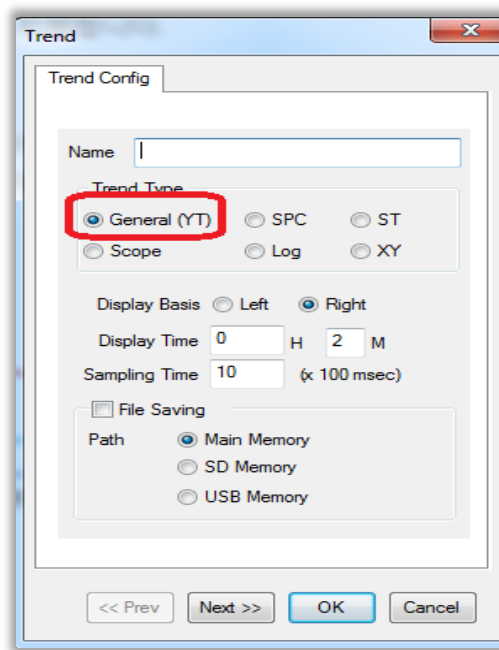 Trend
Trend Config
Name
Trend Type
General (YT) SPC ST
Scope Log XY
Display Basis Left Right
Display Time 0 H 2 M
Sampling Time 10 (x 100 msec)
File Saving
Path Main Memory
SD Memory
USB Memory
<< Prev Next >> OK Cancel